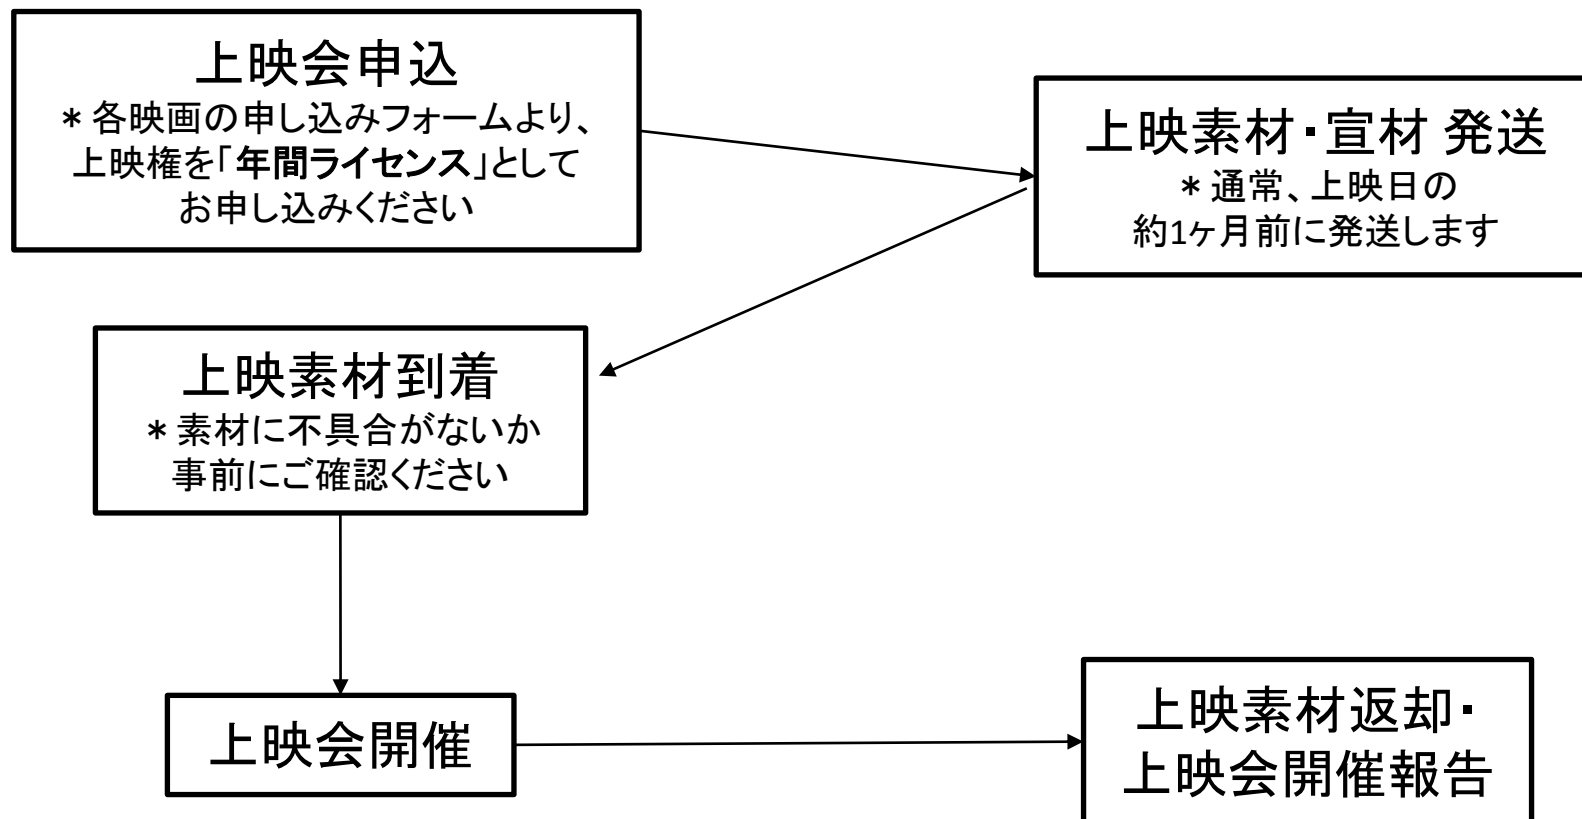 上映会申込
＊各映画の申し込みフォームより、
上映権を「年間ライセンス」として
お申し込みください
上映素材・宣材 発送
＊通常、上映日の
約1ヶ月前に発送します
上映素材到着
＊素材に不具合がないか
事前にご確認ください
上映会開催
上映素材返却・
上映会開催報告